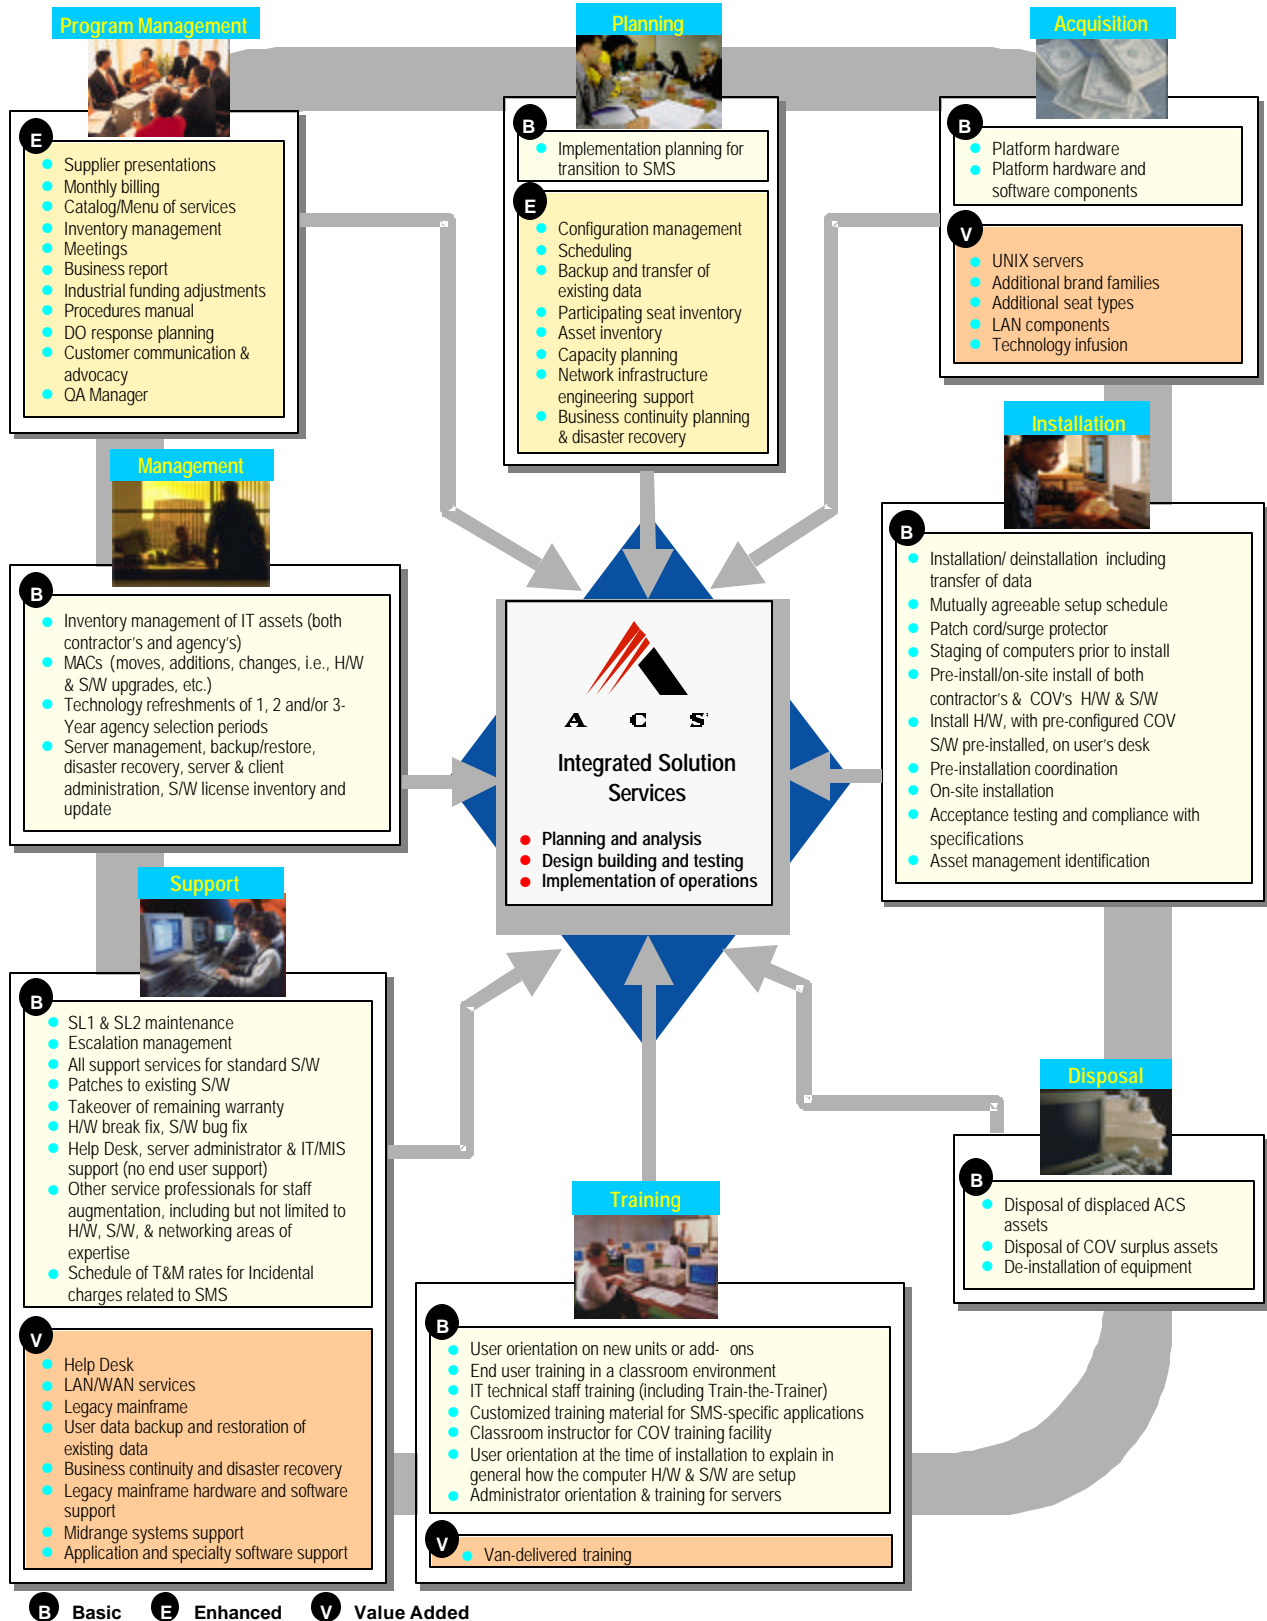 Program Management
E
Supplier presentations
Monthly billing
Catalog/Menu of services
Inventory management
Meetings
Business report
Industrial funding adjustments
Procedures manual
DO response planning
Customer communication &
advocacy
QA Manager
Planning
B
Implementation planning for
transition to SMS
E
Configuration management
Scheduling
Backup and transfer of
existing data
Participating seat inventory
Asset inventory
Capacity planning
Network infrastructure
engineering support
Business continuity planning
& disaster recovery
Acquisition
B
Platform hardware
Platform hardware and
software components
V
UNIX servers
Additional brand families
Additional seat types
LAN components
Technology infusion
Management
B
Inventory management of IT assets (both
contractor's and agency's)
MACs (moves, additions, changes, i.e., H/W
& S/W upgrades, etc.)
Technology refreshments of 1, 2 and/or 3-
Year agency selection periods
Server management, backup/restore,
disaster recovery, server & client
administration, S/W license inventory and
update
A C S
Integrated Solution
Services
Planning and analysis
Design building and testing
Implementation of operations
Installation
B
Installation/ deinstallation including
transfer of data
Mutually agreeable setup schedule
Patch cord/surge protector
Staging of computers prior to install
Pre-install/on-site install of both
contractor's & COV's H/W & S/W
Install H/W, with pre-configured COV
S/W pre-installed, on user's desk
Pre-installation coordination
On-site installation
Acceptance testing and compliance with
specifications
Asset management identification
Support
B
SL1 & SL2 maintenance
Escalation management
All support services for standard S/W
Patches to existing S/W
Takeover of remaining warranty
H/W break fix, S/W bug fix
Help Desk, server administrator & IT/MIS
support (no end user support)
Other service professionals for staff
augmentation, including but not limited to
H/W, S/W, & networking areas of
expertise
Schedule of T&M rates for Incidental
charges related to SMS
V
Help Desk
LAN/WAN services
Legacy mainframe
User data backup and restoration of
existing data
Business continuity and disaster recovery
Legacy mainframe hardware and software
support
Midrange systems support
Application and specialty software support
Training
B
User orientation on new units or add- ons
End user training in a classroom environment
IT technical staff training (including Train-the-Trainer)
Customized training material for SMS-specific applications
Classroom instructor for COV training facility
User orientation at the time of installation to explain in
general how the computer H/W & S/W are setup
Administrator orientation & training for servers
V
Van-delivered training
Disposal
B
Disposal of displaced ACS
assets
Disposal of COV surplus assets
De-installation of equipment
B Basic E Enhanced V Value Added